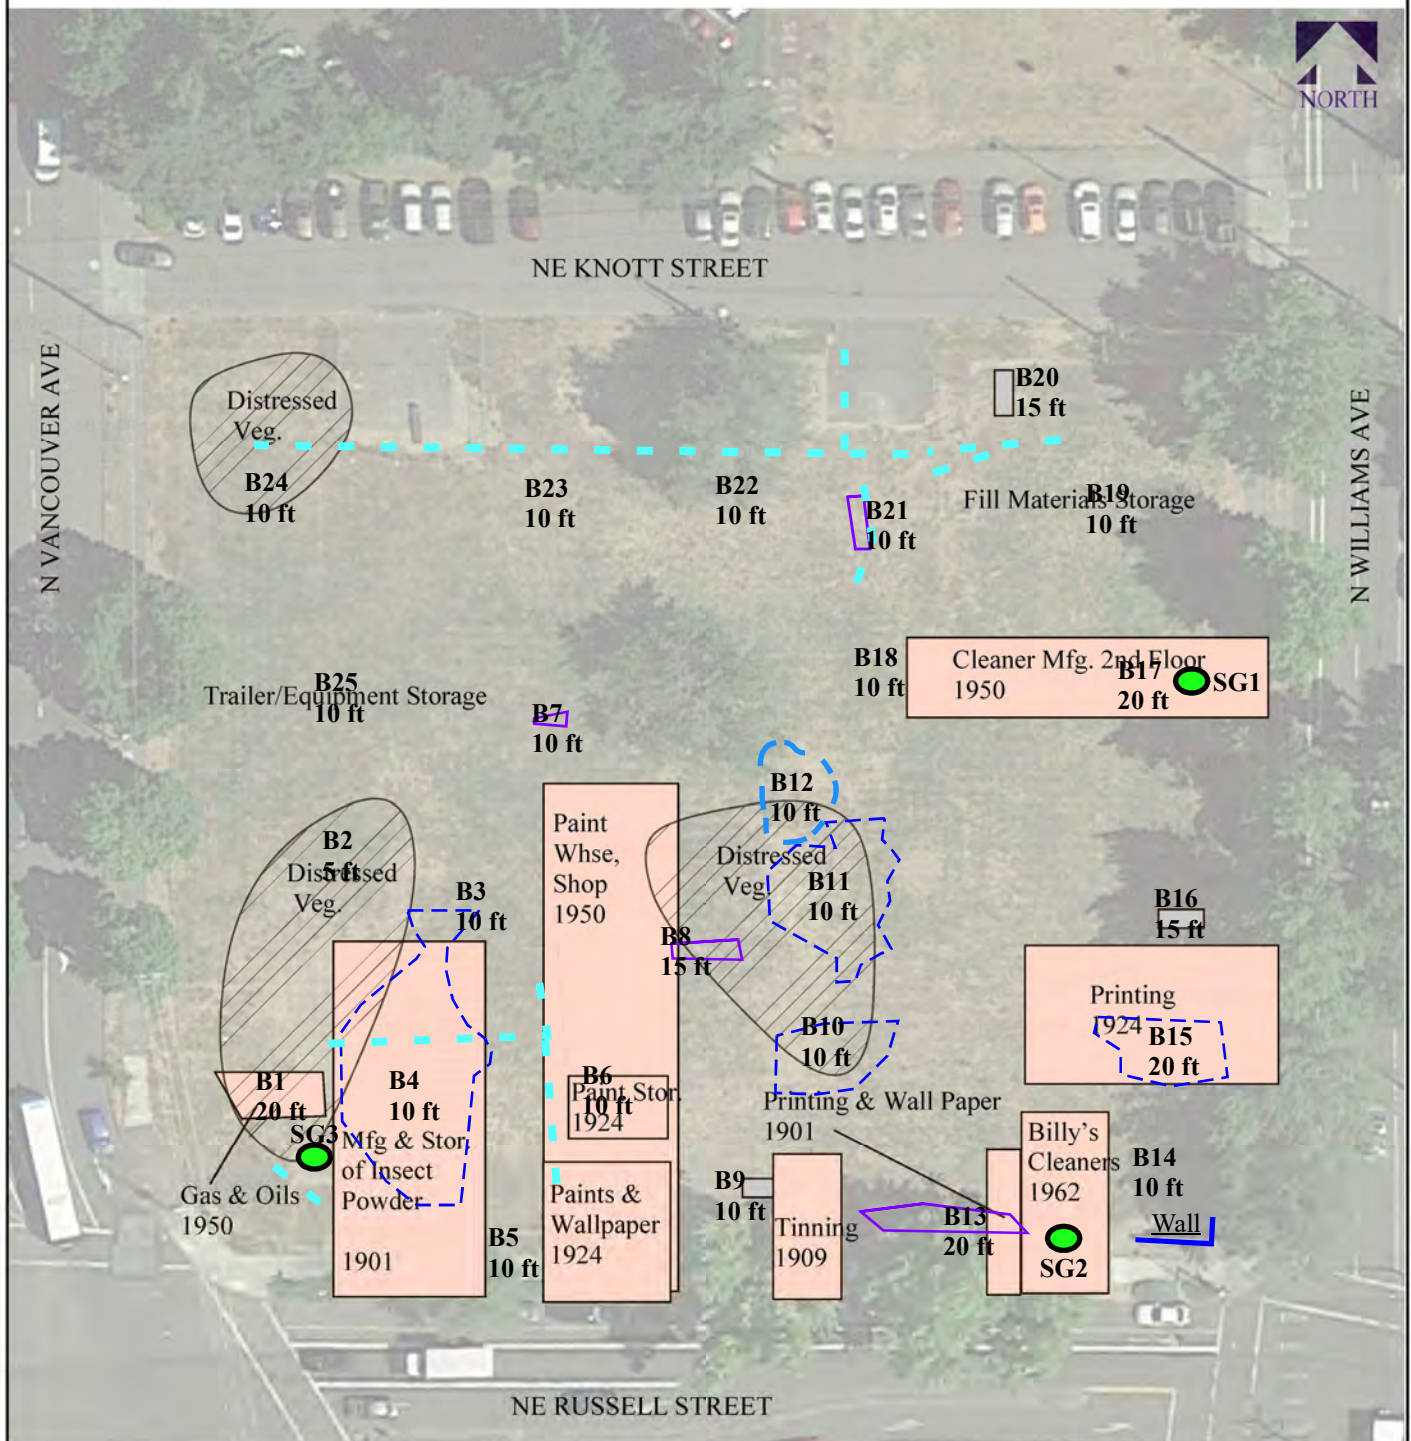 NORTH
NE KNOTT STREET
N VANCOUVER AVE
N WILLIAMS AVE
Distressed
Veg.
B24
10 ft
B23
10 ft
B22
10 ft
B21
10 ft
B20
15 ft
Fill Materials Storage
B19
10 ft
B18
10 ft
Cleaner Mfg. 2nd Floor
1950
B17
20 ft
SG1
B25
Trailer/Equipment Storage
10 ft
B7
10 ft
B12
10 ft
Paint
Whse,
Shop
1950
B2
5 ft
Distressed
Veg.
B3
10 ft
Distressed
Veg.
B11
10 ft
B8
15 ft
B16
15 ft
Printing
1924
B15
20 ft
B10
10 ft
B1
20 ft
B4
10 ft
B6
10 ft
Paint Stor.
1924
Printing & Wall Paper
1901
SG3
Mfg & Stor
of Insect
Powder
1901
Gas & Oils
1950
B5
10 ft
Paints &
Wallpaper
1924
B9
10 ft
Tinning
1909
B13
20 ft
Billy's
Cleaners
1962
SG2
B14
10 ft
Wall
NE RUSSELL STREET